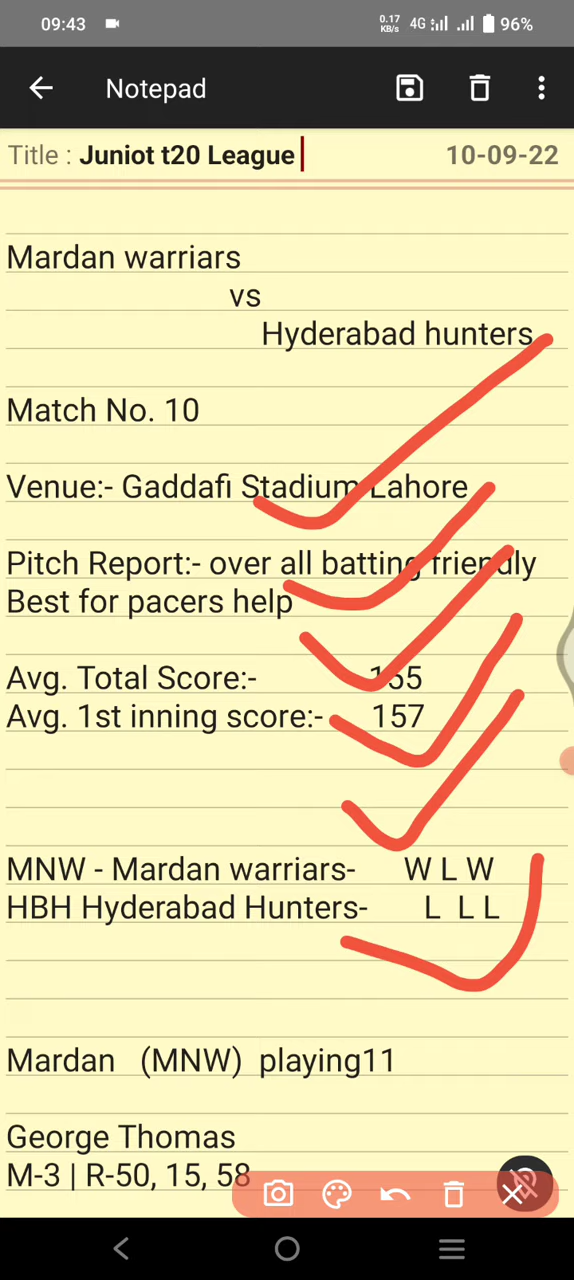 09:43
0.17
KB/s
4G
96%
Notepad
Title : Juniot t20 League
10-09-22
Mardan warriars
vs
Hyderabad hunters
Match No. 10
Venue:- Gaddafi Stadium Lahore
Pitch Report:- over all batting friendly
Best for pacers help
Avg. Total Score:- 155
Avg. 1st inning score:- 157
MNW - Mardan warriars- W L W
HBH Hyderabad Hunters- L L L
Mardan (MNW) playing11
George Thomas
M-3 | R-50, 15, 58